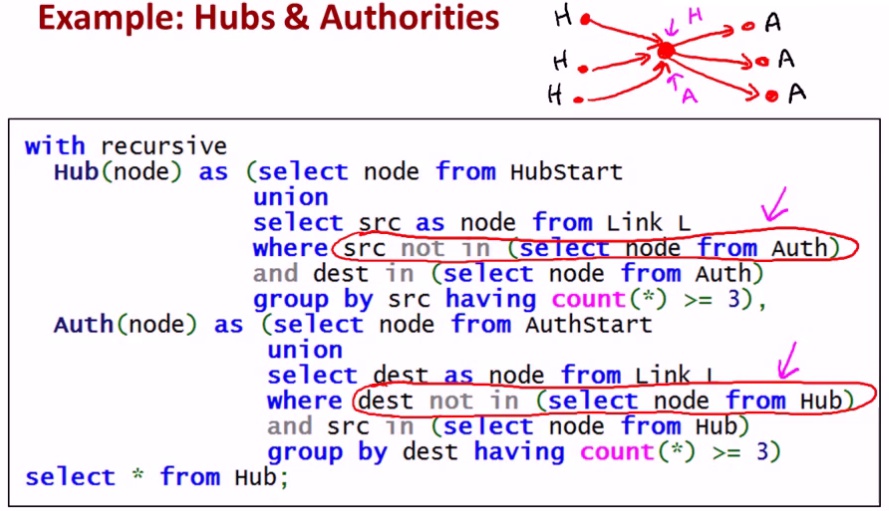 Example: Hubs & Authorities
H H A
H A
H A A
with recursive
Hub(node) as (select node from HubStart
union
select src as node from Link L
where src not in (select node from Auth)
and dest in (select node from Auth)
group by src having count(*) >= 3),
Auth(node) as (select node from AuthStart
union
select dest as node from Link L
where dest not in (select node from Hub)
and src in (select node from Hub)
group by dest having count(*) >= 3)
select * from Hub;